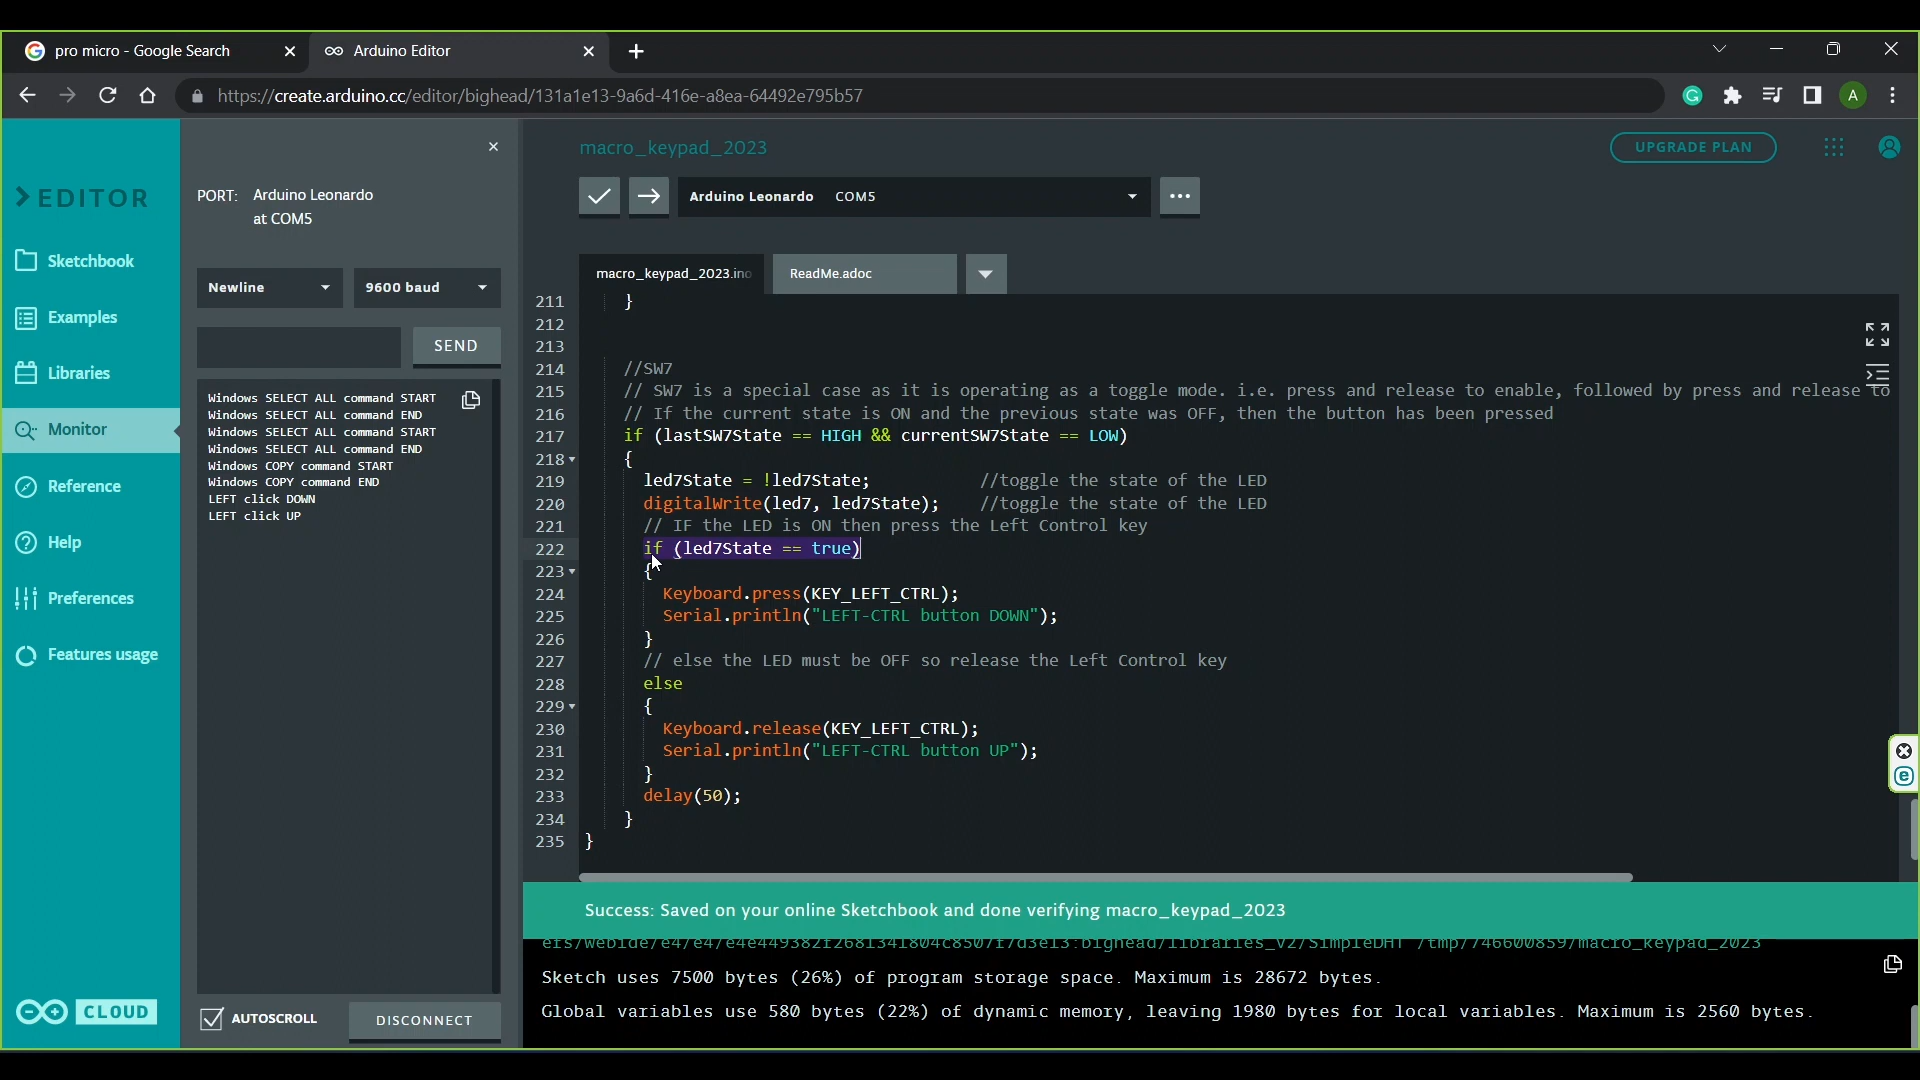 pro micro - Google Search
Arduino Editor
https://create.arduino.cc/editor/bighead/131a1e13-9a6d-416e-a8ea-64492e795b57
A
EDITOR
Sketchbook
Examples
Libraries
Monitor
Reference
Help
Preferences
Features usage
CLOUD
PORT: Arduino Leonardo
at COM5
Newline
9600 baud
SEND
Windows SELECT ALL command START
Windows SELECT ALL command END
Windows SELECT ALL command START
Windows SELECT ALL command END
Windows COPY command START
Windows COPY command END
LEFT click DOWN
LEFT click UP
AUTOSCROLL
DISCONNECT
macro_keypad_2023
UPGRADE PLAN
Arduino Leonardo COM5
macro_keypad_2023.ino
ReadMe.adoc
211 }
212
213
214 //SW7
215 // SW7 is a special case as it is operating as a toggle mode. i.e. press and release to enable, followed by press and release to
216 // If the current state is ON and the previous state was OFF, then the button has been pressed
217 if (lastSW7State == HIGH && currentSW7State == LOW)
218 {
219 led7State = !led7State; //toggle the state of the LED
220 digitalWrite(led7, led7State); //toggle the state of the LED
221 // IF the LED is ON then press the Left Control key
222 if (led7State == true)
223 {
224 Keyboard.press(KEY_LEFT_CTRL);
225 Serial.println("LEFT-CTRL button DOWN");
226 }
227 // else the LED must be OFF so release the Left Control key
228 else
229 {
230 Keyboard.release(KEY_LEFT_CTRL);
231 Serial.println("LEFT-CTRL button UP");
232 }
233 delay(50);
234 }
235 }
Success: Saved on your online Sketchbook and done verifying macro_keypad_2023
Sketch uses 7500 bytes (26%) of program storage space. Maximum is 28672 bytes.
Global variables use 580 bytes (22%) of dynamic memory, leaving 1980 bytes for local variables. Maximum is 2560 bytes.